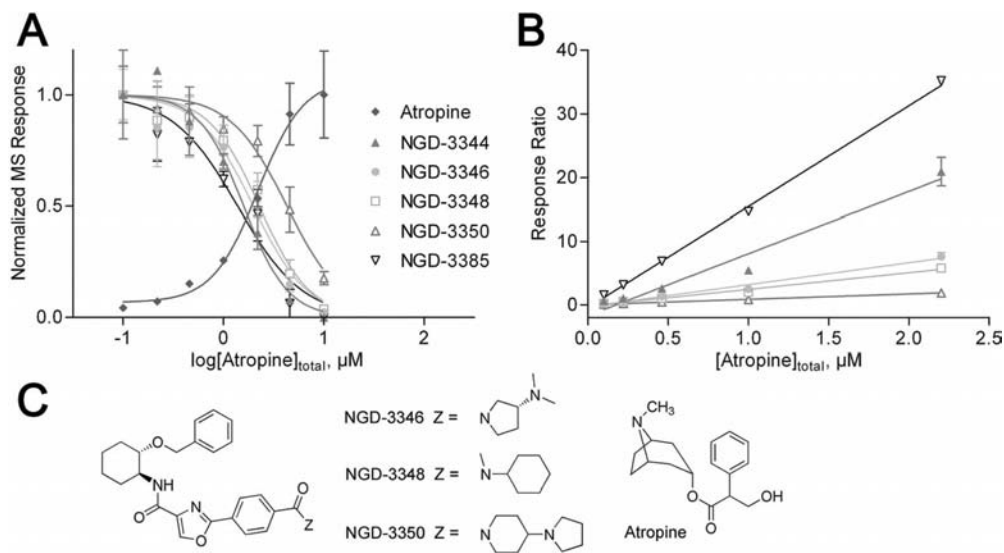 A
Normalized MS Response
1.0
0.5
0.0
-1
0
1
2
log[Atropine]total, µM
Atropine
NGD-3344
NGD-3346
NGD-3348
NGD-3350
NGD-3385
B
Response Ratio
40
30
20
10
0
0.0
0.5
1.0
1.5
2.0
2.5
[Atropine]total, µM
C
O
NH
O
N
O
O
Z
NGD-3346 Z =
N
N
NGD-3348 Z =
N
NGD-3350 Z =
N
N
CH3
N
O
O
OH
Atropine